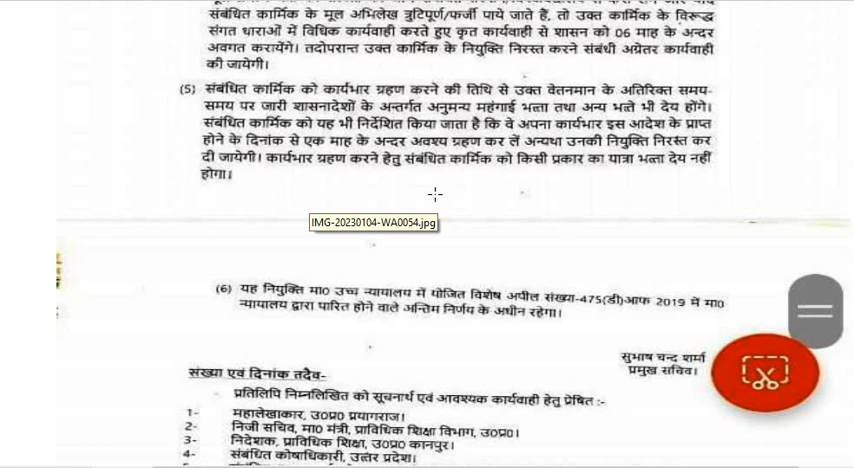 संबंधित कार्मिक के मूल अभिलेख त्रुटिपूर्ण/फर्जी पाये जाते हैं, तो उक्त कार्मिक के विरूद्ध
संगत धाराओं में विधिक कार्यवाही करते हुए कृत कार्यवाही से शासन को 06 माह के अन्दर
अवगत करायेंगे। तदोपरान्त उक्त कार्मिक के नियुक्ति निरस्त करने संबंधी अग्रेतर कार्यवाही
की जायेगी।
(5) संबंधित कार्मिक को कार्यभार ग्रहण करने की तिथि से उक्त वेतनमान के अतिरिक्त समय-
समय पर जारी शासनादेशों के अन्तर्गत अनुमन्य महंगाई भत्ता तथा अन्य भत्ते भी देय होंगे।
संबंधित कार्मिक को यह भी निर्देशित किया जाता है कि वे अपना कार्यभार इस आदेश के प्राप्त
होने के दिनांक से एक माह के अन्दर अवश्य ग्रहण कर लें अन्यथा उनकी नियुक्ति निरस्त कर
दी जायेगी। कार्यभार ग्रहण करने हेतु संबंधित कार्मिक को किसी प्रकार का यात्रा भत्ता देय नहीं
होगा।
IMG-20230104-WA0054.jpg
(6) यह नियुक्ति मा0 उच्च न्यायालय में योजित विशेष अपील संख्या-475(डी)आफ 2019 में मा0
न्यायालय द्वारा पारित होने वाले अन्तिम निर्णय के अधीन रहेगा।
सुभाष चन्द शर्मा
प्रमुख सचिव।
संख्या एवं दिनांक तदैव-
प्रतिलिपि निम्नलिखित को सूचनार्थ एवं आवश्यक कार्यवाही हेतु प्रेषित :-
1- महालेखाकार, उ0प्र0 प्रयागराज।
2- निजी सचिव, मा0 मंत्री, प्राविधिक शिक्षा विभाग, उ0प्र0।
3- निदेशक, प्राविधिक शिक्षा, उ0प्र0 कानपुर।
4- संबंधित कोषाधिकारी, उत्तर प्रदेश।